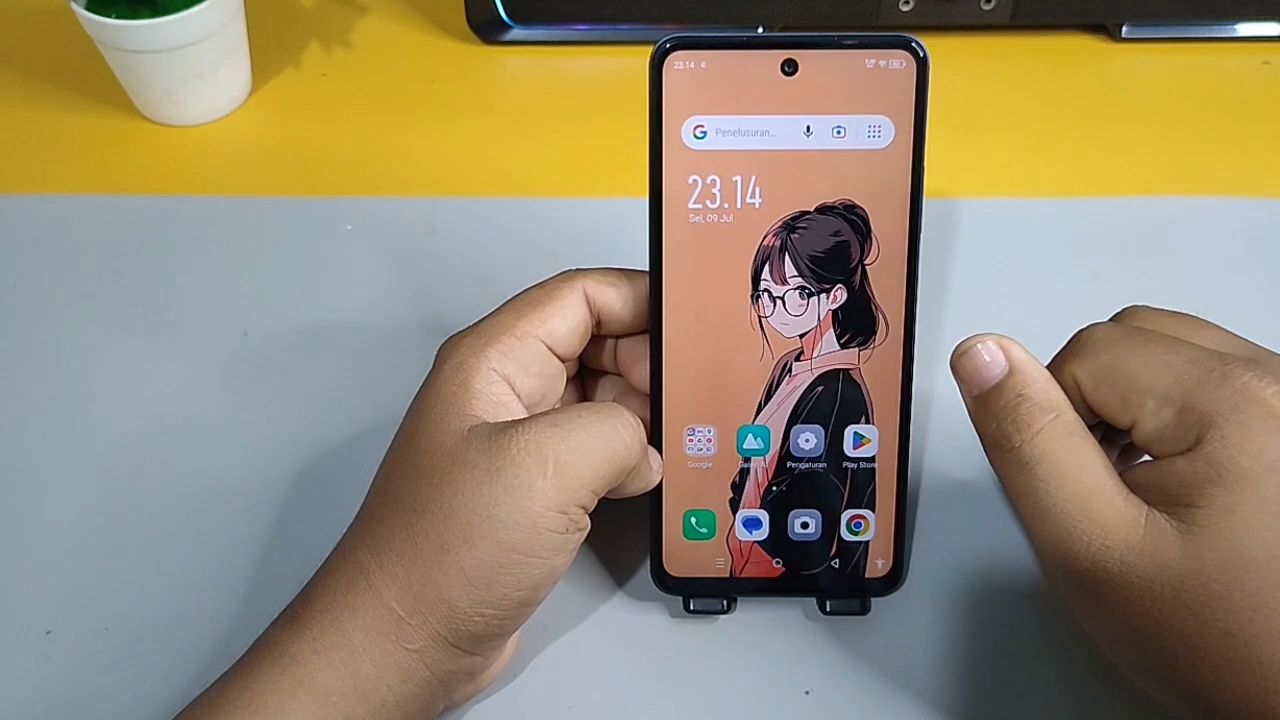 23.14
Penelusuran...
23.14
Sel, 09 Jul
Google
Pengaturan
Play Store